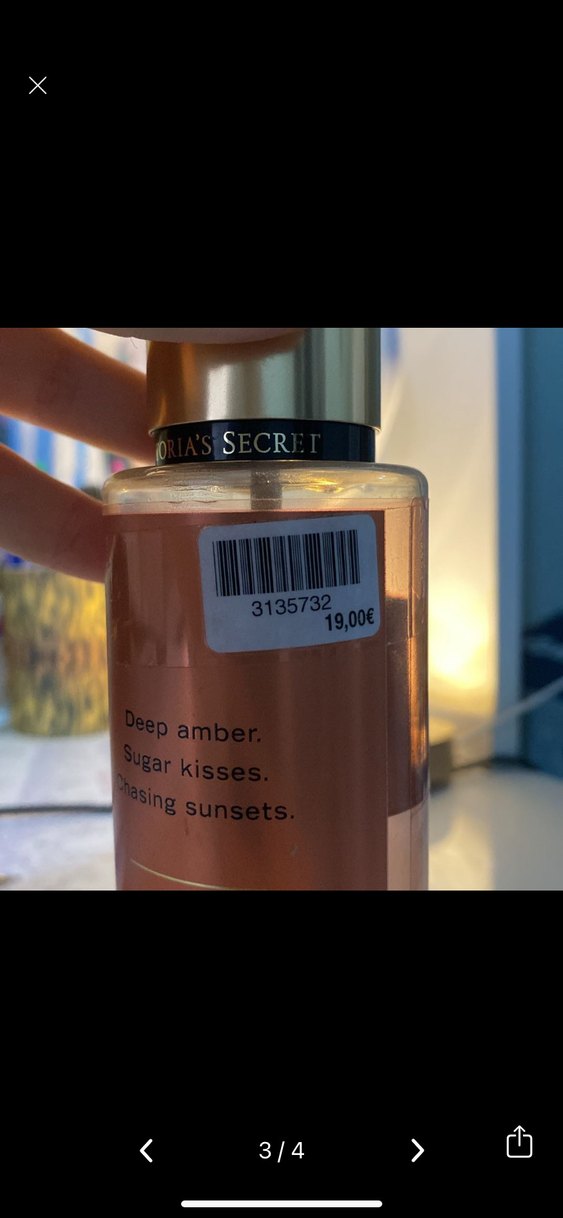 ORIA'S SECRET
3135732
19,00€
Deep amber.
Sugar kisses.
Chasing sunsets.
3 / 4